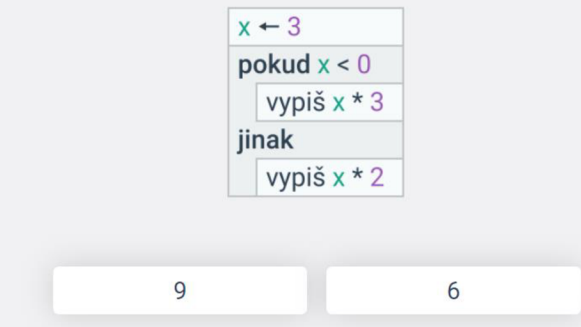 x ← 3
pokud x < 0
vypiš x * 3
jinak
vypiš x * 2
9
6